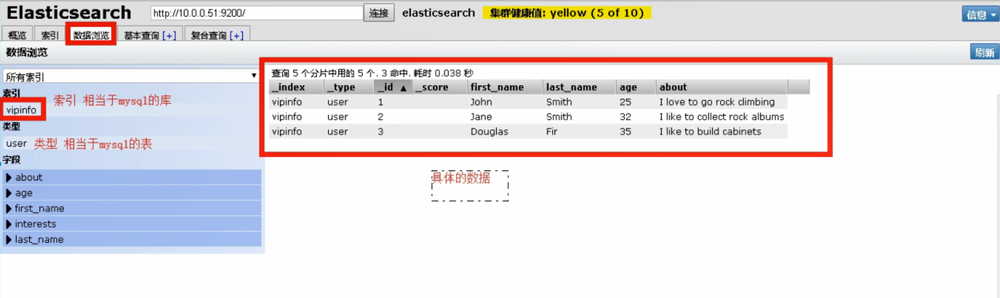 Elasticsearch http://10.0.0.51:9200/ 连接 elasticsearch 集群健康值: yellow (5 of 10) 信息
概览 索引 数据浏览 基本查询 [+] 复合查询 [+]
数据浏览 刷新
所有索引
索引
vipinfo
索引 相当于mysql的库
类型
user 类型 相当于mysql的表
字段
about
age
first_name
interests
last_name
查询 5 个分片中用的 5 个. 3 命中. 耗时 0.038 秒
_index _type _id ▲ _score first_name last_name age about
vipinfo user 1 John Smith 25 I love to go rock climbing
vipinfo user 2 Jane Smith 32 I like to collect rock albums
vipinfo user 3 Douglas Fir 35 I like to build cabinets
具体的数据